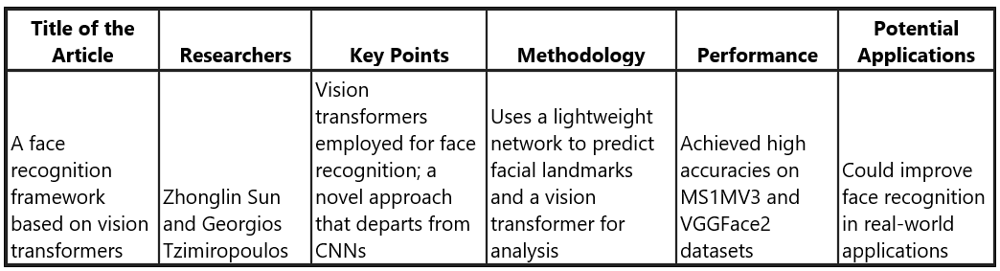 Title of the
Article
Researchers
Key Points
Methodology
Performance
Potential
Applications
A face
recognition
framework
based on vision
transformers
Zhonglin Sun
and Georgios
Tzimiropoulos
Vision
transformers
employed for face
recognition; a
novel approach
that departs from
CNNs
Uses a lightweight
network to predict
facial landmarks
and a vision
transformer for
analysis
Achieved high
accuracies on
MS1MV3 and
VGGFace2
datasets
Could improve
face recognition
in real-world
applications